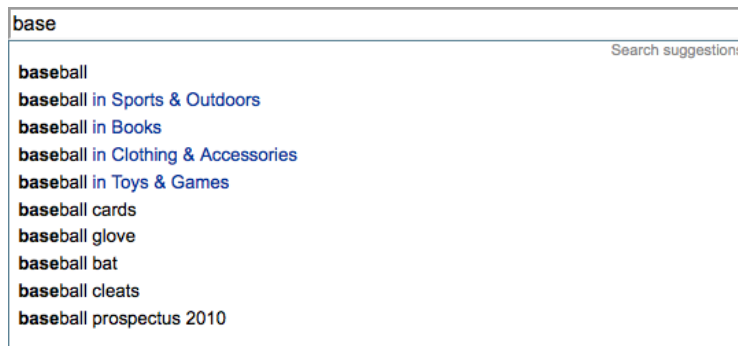 base
Search suggestions
baseball
baseball in Sports & Outdoors
baseball in Books
baseball in Clothing & Accessories
baseball in Toys & Games
baseball cards
baseball glove
baseball bat
baseball cleats
baseball prospectus 2010